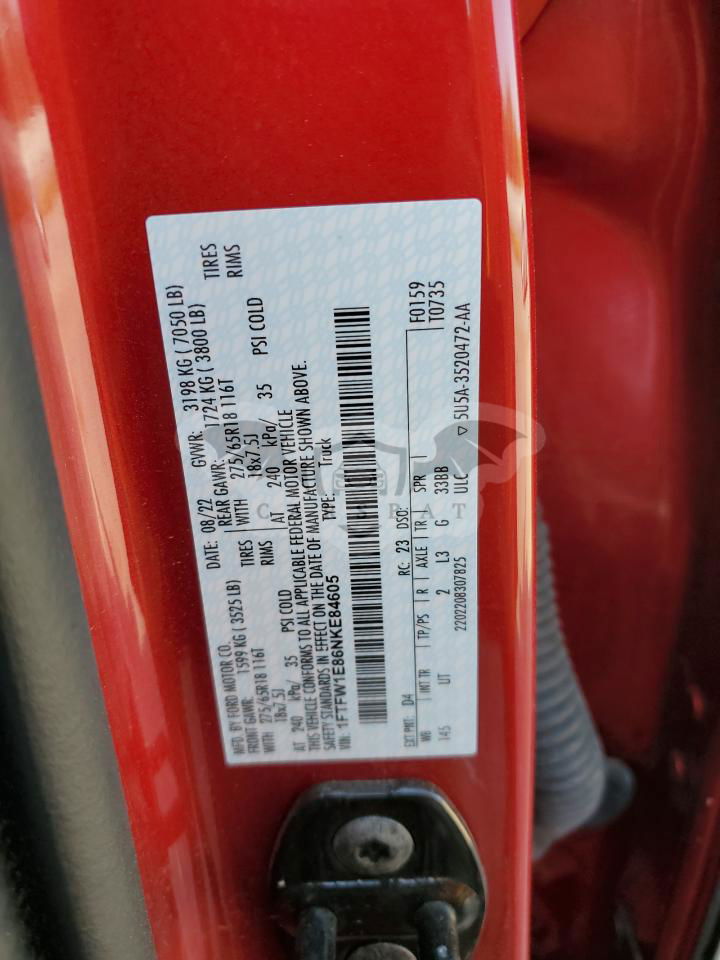 MFD. BY FORD MOTOR CO. DATE: 08/22 GVWR: 3198 KG ( 7050 LB)
FRONT GAWR: 1599 KG ( 3525 LB) REAR GAWR: 1724 KG ( 3800 LB)
WITH 275/65R18 116T TIRES WITH 275/65R18 116T TIRES
18x7.5J RIMS 18x7.5J RIMS
AT 240 kPa/ 35 PSI COLD AT 240 kPa/ 35 PSI COLD
THIS VEHICLE CONFORMS TO ALL APPLICABLE FEDERAL MOTOR VEHICLE
SAFETY STANDARDS IN EFFECT ON THE DATE OF MANUFACTURE SHOWN ABOVE.
VIN: 1FTFW1E86NKE84605 TYPE: Truck
EXT PNT: D4 RC: 23 DSO: F0159
WB INT TR TP/PS R AXLE TR SPR T0735
145 UT 2 L3 G 33BB
2202208307825 ULC ▽ 5U5A-3520472-AA